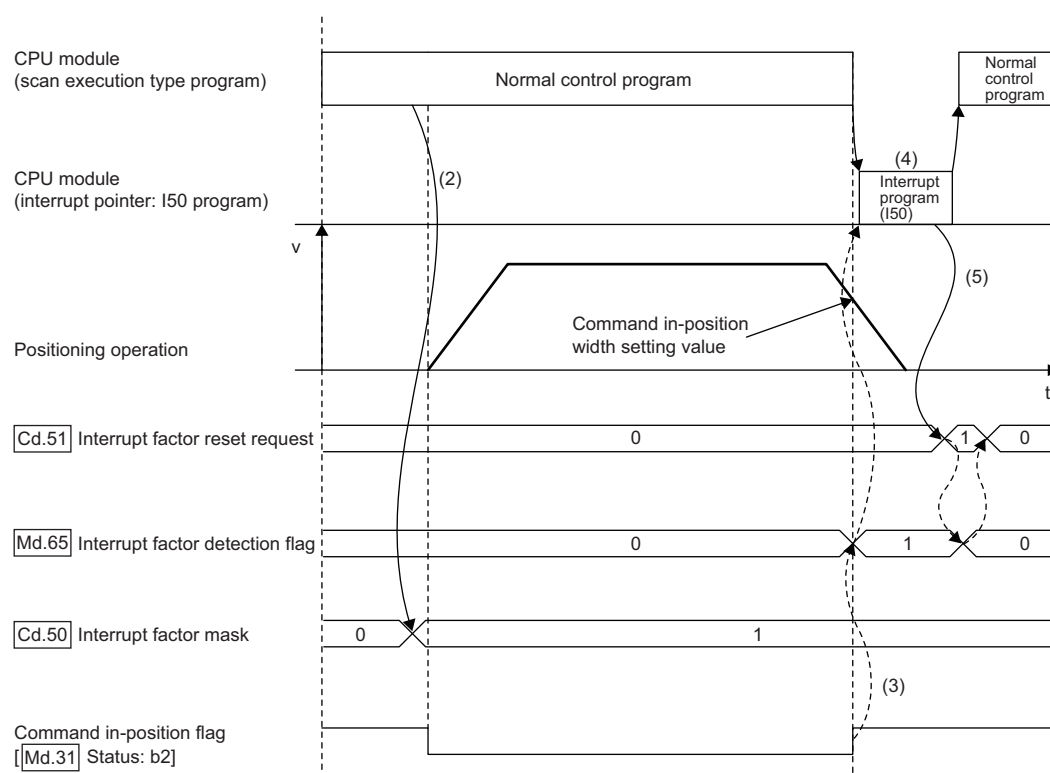 CPU module
(scan execution type program)
Normal control program
Normal
control
program
(2)
(4)
CPU module
(interrupt pointer: I50 program)
Interrupt
program
(I50)
v
(5)
Command in-position
width setting value
Positioning operation
t
Cd.51 Interrupt factor reset request
0
1
0
Md.65 Interrupt factor detection flag
0
1
0
Cd.50 Interrupt factor mask
0
1
(3)
Command in-position flag
[Md.31 Status: b2]